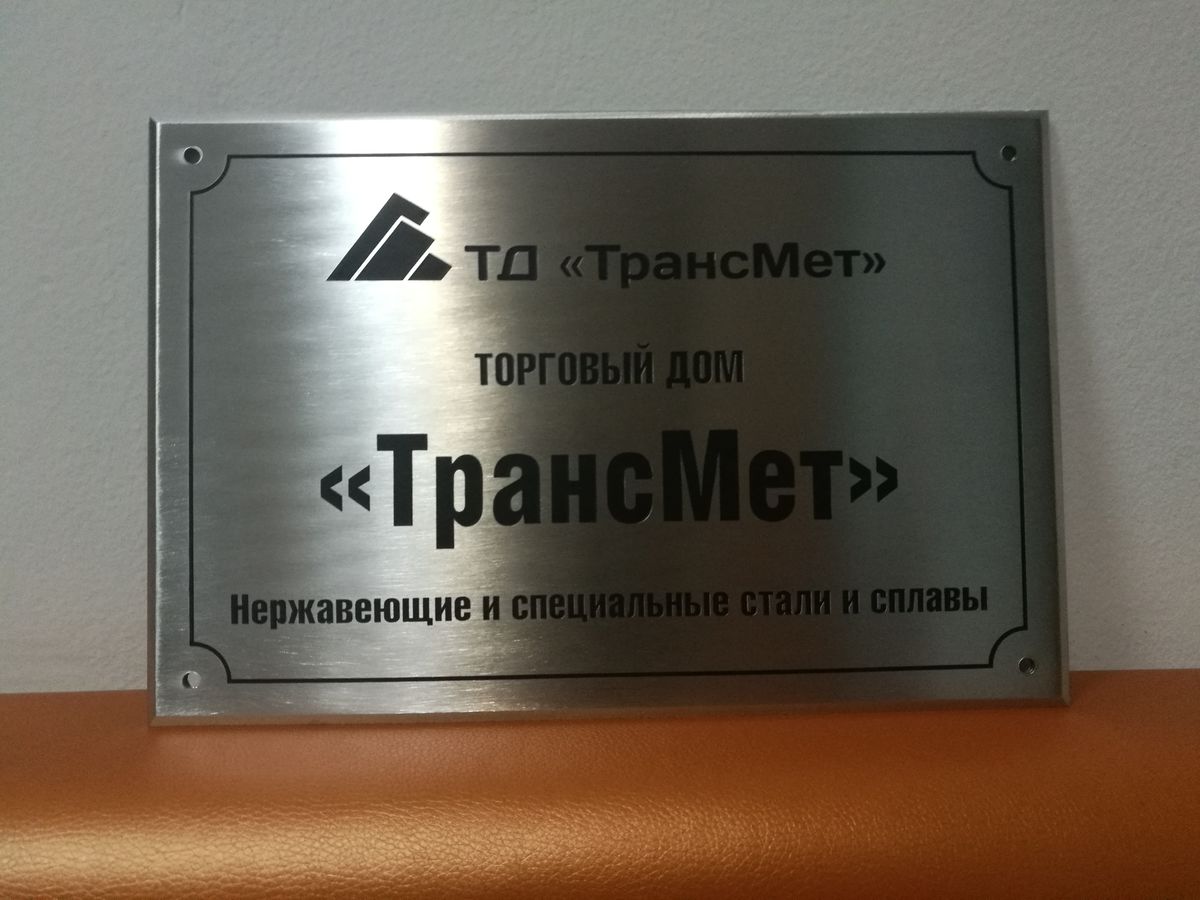 ТД «ТрансМет»
ТОРГОВЫЙ ДОМ
«ТрансМет»
Нержавеющие и специальные стали и сплавы